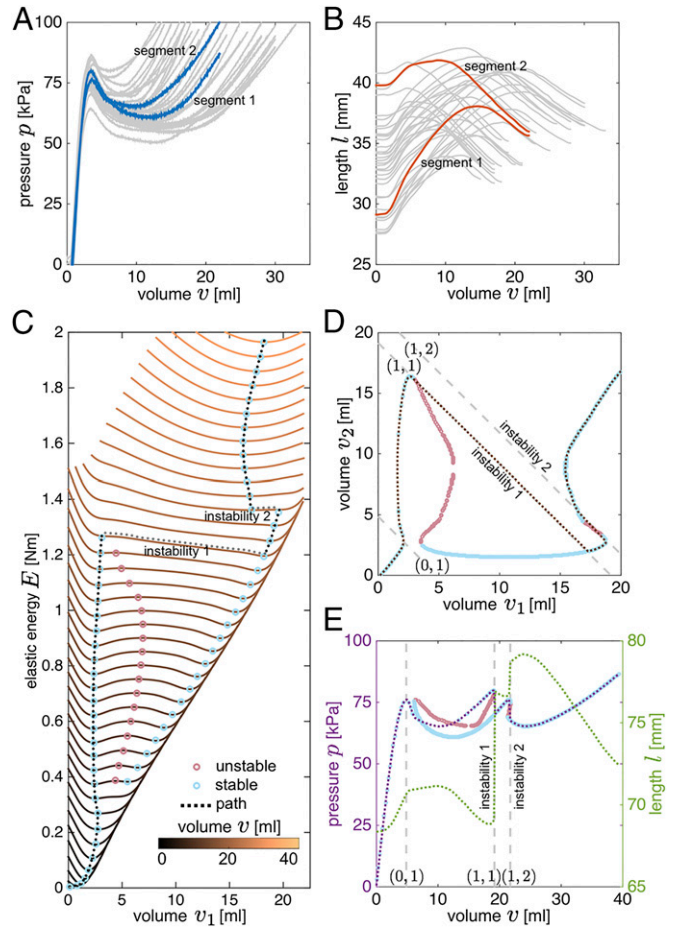 A
100
75
50
25
0
pressure p [kPa]
segment 2
segment 1
0 10 20 30
volume v [ml]
B
45
40
35
30
25
length l [mm]
segment 2
segment 1
0 10 20 30
volume v [ml]
C
2
1.8
1.6
1.4
1.2
1
0.8
0.6
0.4
0.2
0
elastic energy E [Nm]
instability 2
instability 1
unstable
stable
path
volume v [ml]
0 20 40
0 5 10 15 20
volume v1 [ml]
D
20
15
10
5
0
volume v2 [ml]
(1, 2)
(1, 1)
instability 2
instability 1
(0, 1)
0 5 10 15 20
volume v1 [ml]
E
100
75
50
25
0
pressure p [kPa]
80
75
70
65
length l [mm]
instability 1
instability 2
(0, 1) (1, 1) (1, 2)
0 10 20 30 40
volume v [ml]